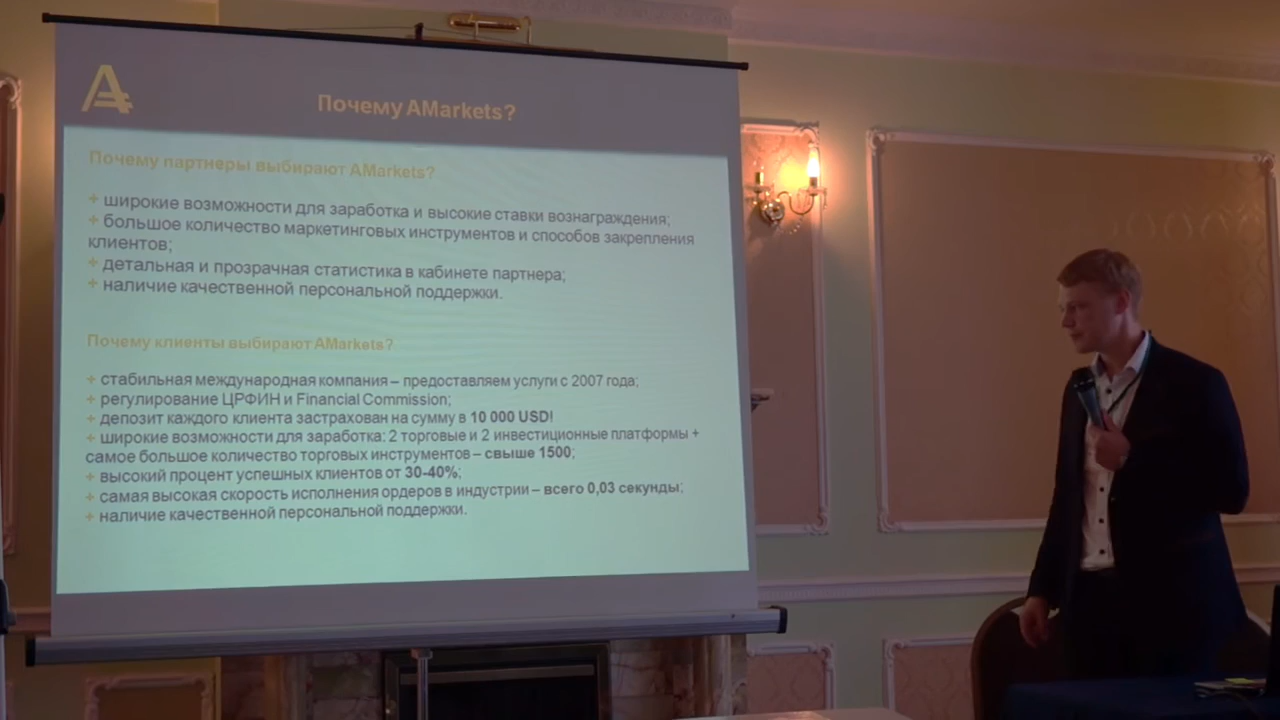 Почему AMarkets?
Почему партнеры выбирают AMarkets?
+ широкие возможности для заработка и высокие ставки вознаграждения;
+ большое количество маркетинговых инструментов и способов закрепления
клиентов;
+ детальная и прозрачная статистика в кабинете партнера;
+ наличие качественной персональной поддержки.
Почему клиенты выбирают AMarkets?
+ стабильная международная компания – предоставляем услуги с 2007 года;
+ регулирование ЦРФИН и Financial Commission;
+ депозит каждого клиента застрахован на сумму в 10 000 USD!
+ широкие возможности для заработка: 2 торговые и 2 инвестиционные платформы +
самое большое количество торговых инструментов – свыше 1500;
+ высокий процент успешных клиентов от 30-40%;
+ самая высокая скорость исполнения ордеров в индустрии – всего 0,03 секунды;
+ наличие качественной персональной поддержки.